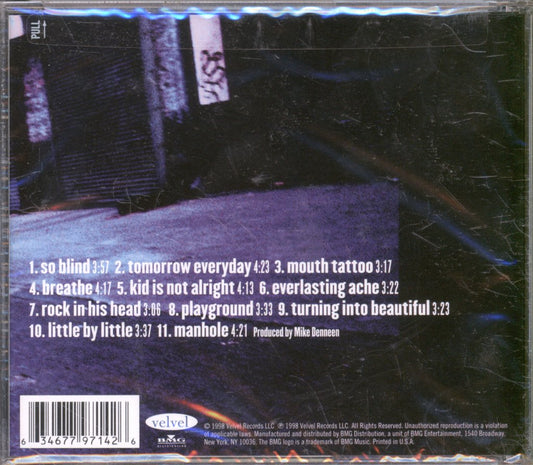 PULL
1. so blind 3:57 2. tomorrow everyday 4:23 3. mouth tattoo 3:17
4. breathe 4:17 5. kid is not alright 4:13 6. everlasting ache 3:22
7. rock in his head 3:06 8. playground 3:33 9. turning into beautiful 3:23
10. little by little 3:37 11. manhole 4:21 Produced by Mike Denneen
6 34677 97142 6
velvel
BMG
DISTRIBUTION
© 1998 Velvel Records LLC ℗ 1998 Velvel Records LLC. All Rights Reserved. Unauthorized reproduction is a violation
of applicable laws. Manufactured and distributed by BMG Distribution, a unit of BMG Entertainment, 1540 Broadway,
New York, NY, 10036. The BMG logo is a trademark of BMG Music. Printed in U.S.A.